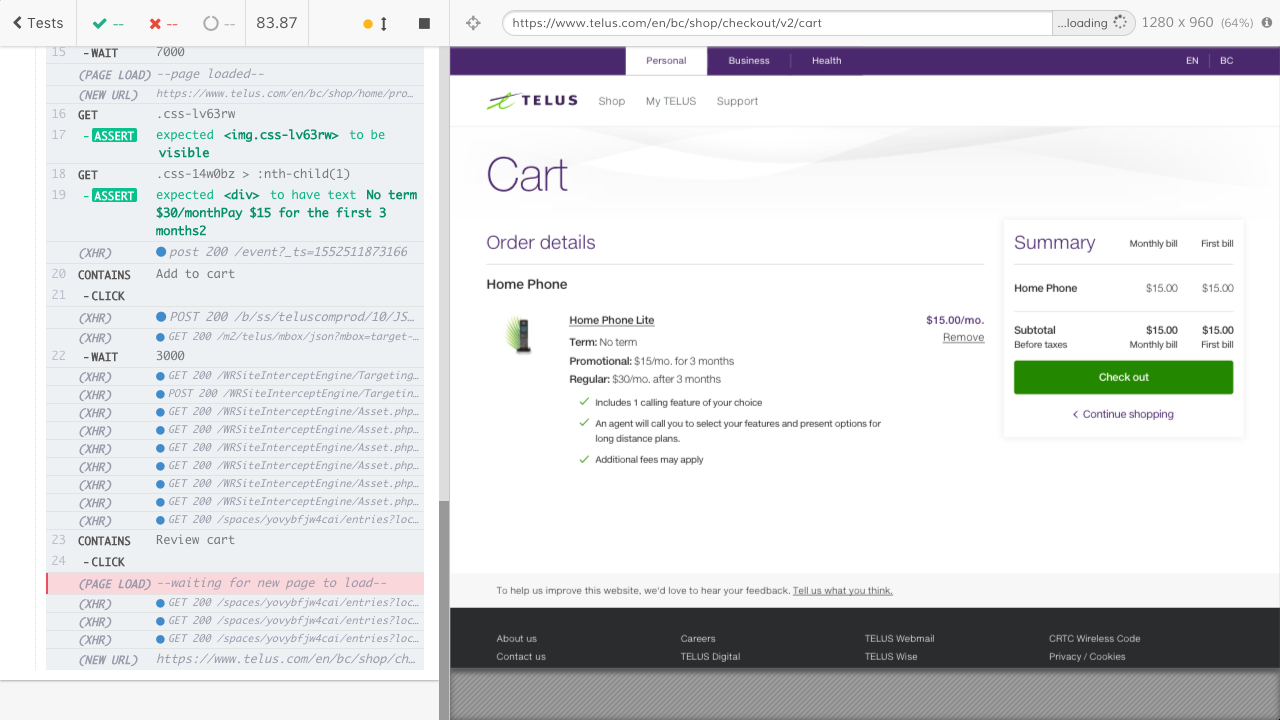 Tests
--
--
--
83.87
https://www.telus.com/en/bc/shop/checkout/v2/cart
...loading
1280 x 960 (64%)
15 -WAIT 7000
(PAGE LOAD) --page loaded--
(NEW URL) https://www.telus.com/en/bc/shop/home/pro…
16 GET .css-lv63rw
17 -ASSERT expected <img.css-lv63rw> to be
visible
18 GET .css-14w0bz > :nth-child(1)
19 -ASSERT expected <div> to have text No term
$30/monthPay $15 for the first 3
months2
(XHR) post 200 /event?_ts=1552511873166
20 CONTAINS Add to cart
21 -CLICK
(XHR) POST 200 /b/ss/teluscomprod/10/JS…
(XHR) GET 200 /m2/telus/mbox/json?mbox=target-…
22 -WAIT 3000
(XHR) GET 200 /WRSiteInterceptEngine/Targeting…
(XHR) POST 200 /WRSiteInterceptEngine/Targetin…
(XHR) GET 200 /WRSiteInterceptEngine/Asset.php…
(XHR) GET 200 /WRSiteInterceptEngine/Asset.php…
(XHR) GET 200 /WRSiteInterceptEngine/Asset.php…
(XHR) GET 200 /WRSiteInterceptEngine/Asset.php…
(XHR) GET 200 /WRSiteInterceptEngine/Asset.php…
(XHR) GET 200 /WRSiteInterceptEngine/Asset.php…
(XHR) GET 200 /spaces/yovybfjw4cai/entries?loc…
23 CONTAINS Review cart
24 -CLICK
(PAGE LOAD) --waiting for new page to load--
(XHR) GET 200 /spaces/yovybfjw4cai/entries?loc…
(XHR) GET 200 /spaces/yovybfjw4cai/entries?loc…
(XHR) GET 200 /spaces/yovybfjw4cai/entries?loc…
(NEW URL) https://www.telus.com/en/bc/shop/ch…
Personal Business Health EN BC
TELUS Shop My TELUS Support
Cart
Order details
Home Phone
Home Phone Lite $15.00/mo.
Term: No term Remove
Promotional: $15/mo. for 3 months
Regular: $30/mo. after 3 months
Includes 1 calling feature of your choice
An agent will call you to select your features and present options for
long distance plans.
Additional fees may apply
Summary Monthly bill First bill
Home Phone $15.00 $15.00
Subtotal $15.00 $15.00
Before taxes Monthly bill First bill
Check out
Continue shopping
To help us improve this website, we'd love to hear your feedback. Tell us what you think.
About us Careers TELUS Webmail CRTC Wireless Code
Contact us TELUS Digital TELUS Wise Privacy / Cookies